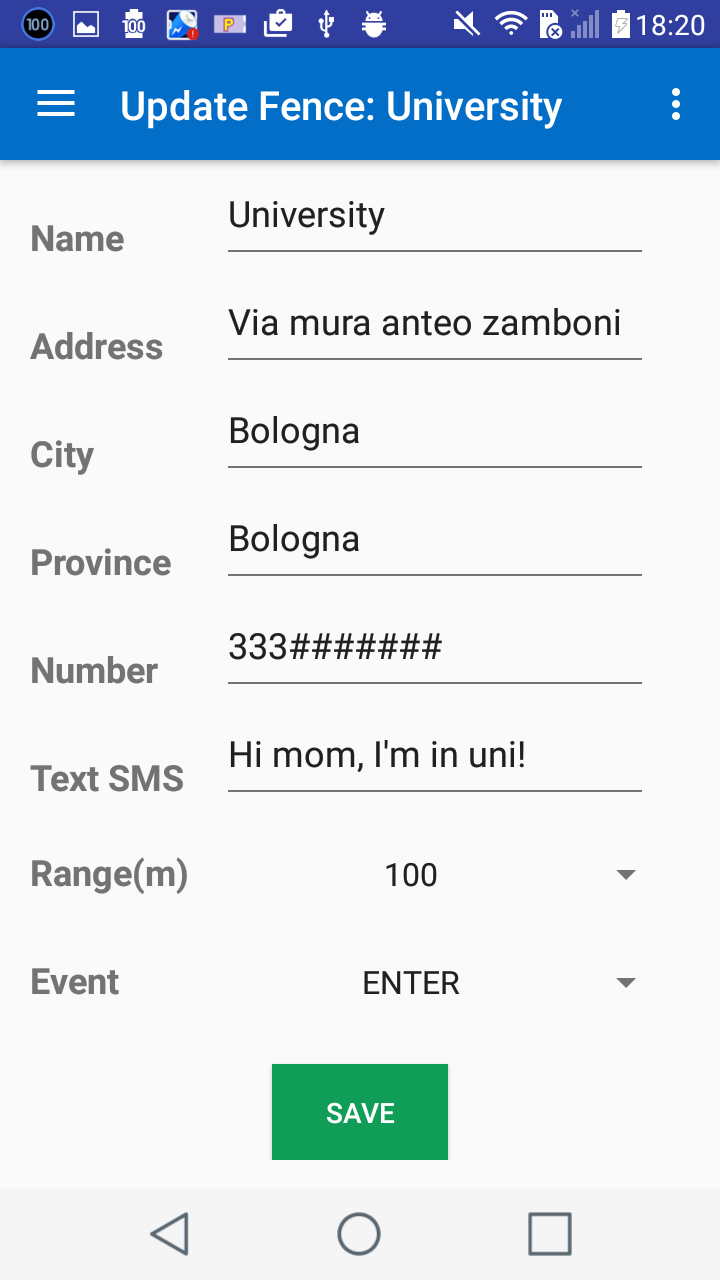 100 100 P 18:20
Update Fence: University
Name University
Address Via mura anteo zamboni
City Bologna
Province Bologna
Number 333#######
Text SMS Hi mom, I'm in uni!
Range(m) 100
Event ENTER
SAVE